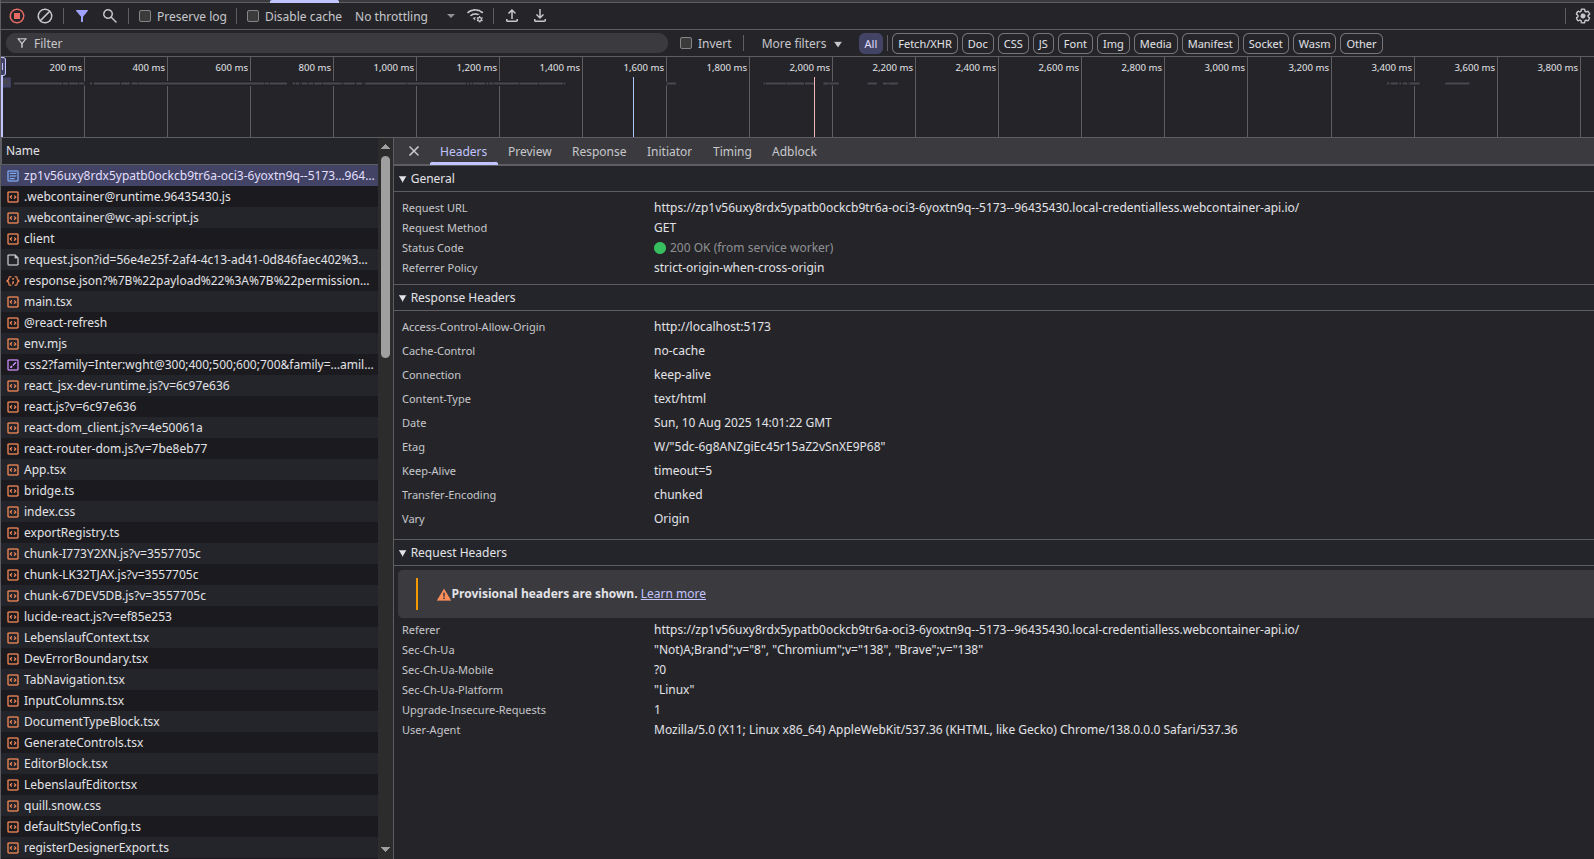 Preserve log
Disable cache
No throttling
Filter
Invert
More filters
All
Fetch/XHR
Doc
CSS
JS
Font
Img
Media
Manifest
Socket
Wasm
Other
200 ms
400 ms
600 ms
800 ms
1,000 ms
1,200 ms
1,400 ms
1,600 ms
1,800 ms
2,000 ms
2,200 ms
2,400 ms
2,600 ms
2,800 ms
3,000 ms
3,200 ms
3,400 ms
3,600 ms
3,800 ms
Name
zp1v56uxy8rdx5ypatb0ockcb9tr6a-oci3-6yoxtn9q--5173...964...
.webcontainer@runtime.96435430.js
.webcontainer@wc-api-script.js
client
request.json?id=56e4e25f-2af4-4c13-ad41-0d846faec402%3...
response.json?%7B%22payload%22%3A%7B%22permission...
main.tsx
@react-refresh
env.mjs
css2?family=Inter:wght@300;400;500;600;700&family=...amil...
react_jsx-dev-runtime.js?v=6c97e636
react.js?v=6c97e636
react-dom_client.js?v=4e50061a
react-router-dom.js?v=7be8eb77
App.tsx
bridge.ts
index.css
exportRegistry.ts
chunk-I773Y2XN.js?v=3557705c
chunk-LK32TJAX.js?v=3557705c
chunk-67DEV5DB.js?v=3557705c
lucide-react.js?v=ef85e253
LebenslaufContext.tsx
DevErrorBoundary.tsx
TabNavigation.tsx
InputColumns.tsx
DocumentTypeBlock.tsx
GenerateControls.tsx
EditorBlock.tsx
LebenslaufEditor.tsx
quill.snow.css
defaultStyleConfig.ts
registerDesignerExport.ts
Headers
Preview
Response
Initiator
Timing
Adblock
General
Request URL https://zp1v56uxy8rdx5ypatb0ockcb9tr6a-oci3-6yoxtn9q--5173--96435430.local-credentialless.webcontainer-api.io/
Request Method GET
Status Code 200 OK (from service worker)
Referrer Policy strict-origin-when-cross-origin
Response Headers
Access-Control-Allow-Origin http://localhost:5173
Cache-Control no-cache
Connection keep-alive
Content-Type text/html
Date Sun, 10 Aug 2025 14:01:22 GMT
Etag W/"5dc-6g8ANZgiEc45r15aZ2vSnXE9P68"
Keep-Alive timeout=5
Transfer-Encoding chunked
Vary Origin
Request Headers
Provisional headers are shown. Learn more
Referer https://zp1v56uxy8rdx5ypatb0ockcb9tr6a-oci3-6yoxtn9q--5173--96435430.local-credentialless.webcontainer-api.io/
Sec-Ch-Ua "Not)A;Brand";v="8", "Chromium";v="138", "Brave";v="138"
Sec-Ch-Ua-Mobile ?0
Sec-Ch-Ua-Platform "Linux"
Upgrade-Insecure-Requests 1
User-Agent Mozilla/5.0 (X11; Linux x86_64) AppleWebKit/537.36 (KHTML, like Gecko) Chrome/138.0.0.0 Safari/537.36